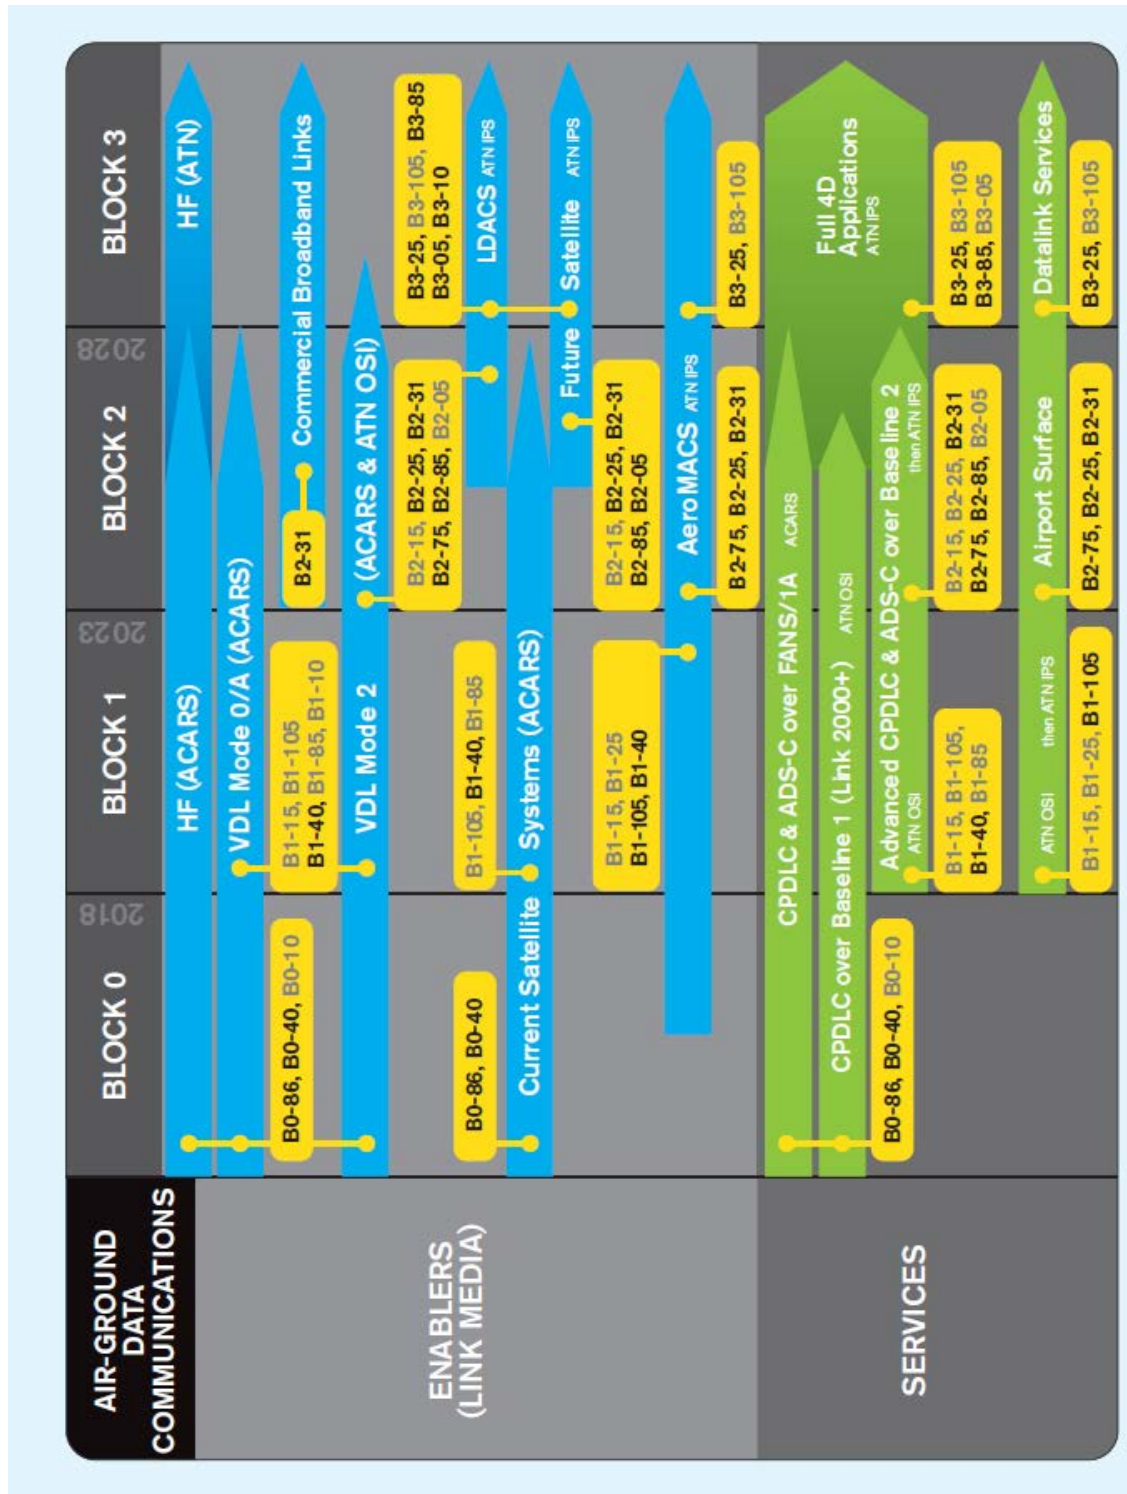 AIR-GROUND
DATA
COMMUNICATIONS
BLOCK 0
2018
BLOCK 1
2023
BLOCK 2
2028
BLOCK 3
ENABLERS
(LINK MEDIA)
HF (ACARS)
HF (ATN)
VDL Mode 0/A (ACARS)
B0-86, B0-40, B0-10
B1-15, B1-105
B1-40, B1-85, B1-10
B2-31
Commercial Broadband Links
VDL Mode 2
(ACARS & ATN OSI)
B2-15, B2-25, B2-31
B2-75, B2-85, B2-05
B3-25, B3-105, B3-85
B3-05, B3-10
B0-86, B0-40
B1-105, B1-40, B1-85
LDACS ATN IPS
Current Satellite
Systems (ACARS)
Future
Satellite
ATN IPS
B1-15, B1-25
B1-105, B1-40
B2-15, B2-25, B2-31
B2-85, B2-05
AeroMACS ATN IPS
B2-75, B2-25, B2-31
B3-25, B3-105
SERVICES
CPDLC & ADS-C over FANS/1A
ACARS
CPDLC over Baseline 1 (Link 2000+)
ATN OSI
Full 4D
Applications
ATN IPS
Advanced CPDLC & ADS-C over Baseline 2
ATN OSI
then ATN IPS
B0-86, B0-40, B0-10
B1-15, B1-105,
B1-40, B1-85
B2-15, B2-25, B2-31
B2-75, B2-85, B2-05
B3-25, B3-105
B3-85, B3-05
ATN OSI
then ATN IPS
Airport Surface
Datalink Services
B1-15, B1-25, B1-105
B2-75, B2-25, B2-31
B3-25, B3-105